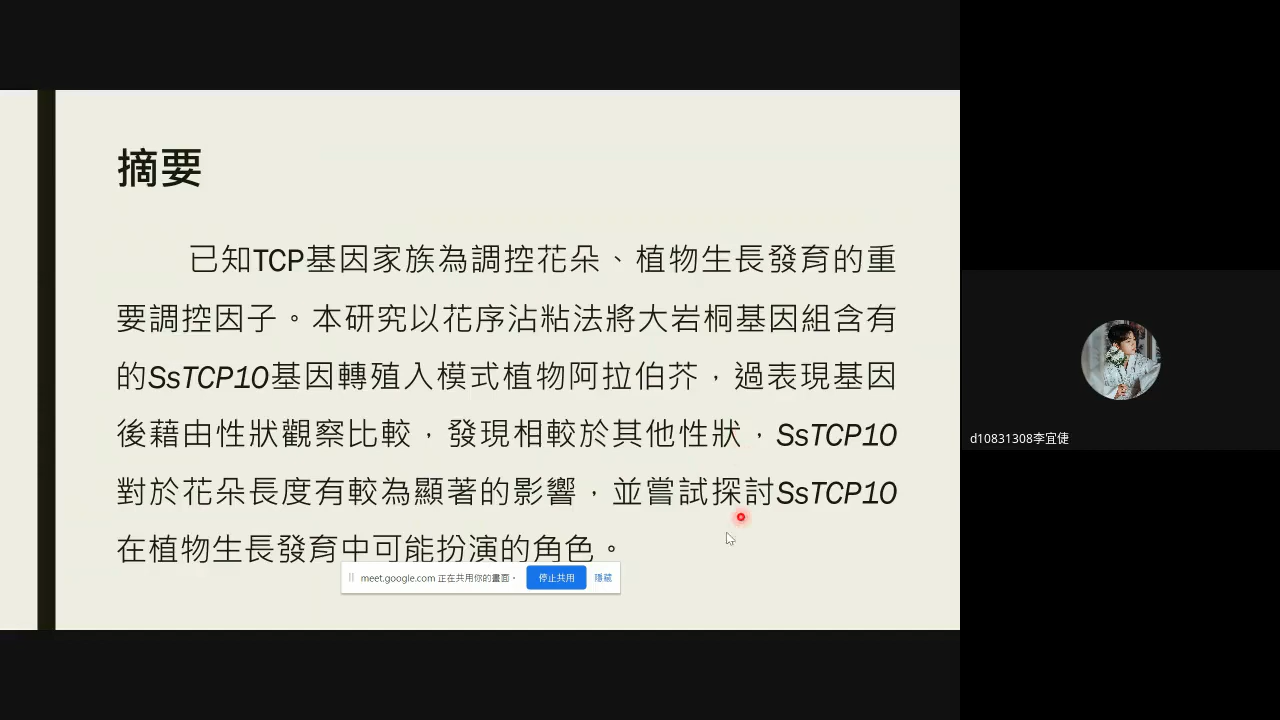 摘要
已知TCP基因家族為調控花朵、植物生長發育的重
要調控因子。本研究以花序沾粘法將大岩桐基因組含有
的SsTCP10基因轉殖入模式植物阿拉伯芥，過表現基因
後藉由性狀觀察比較，發現相較於其他性狀，SsTCP10
對於花朵長度有較為顯著的影響，並嘗試探討SsTCP10
在植物生長發育中可能扮演的角色。
meet.google.com 正在共用你的畫面。 停止共用 隱藏
d10831308李宜倢